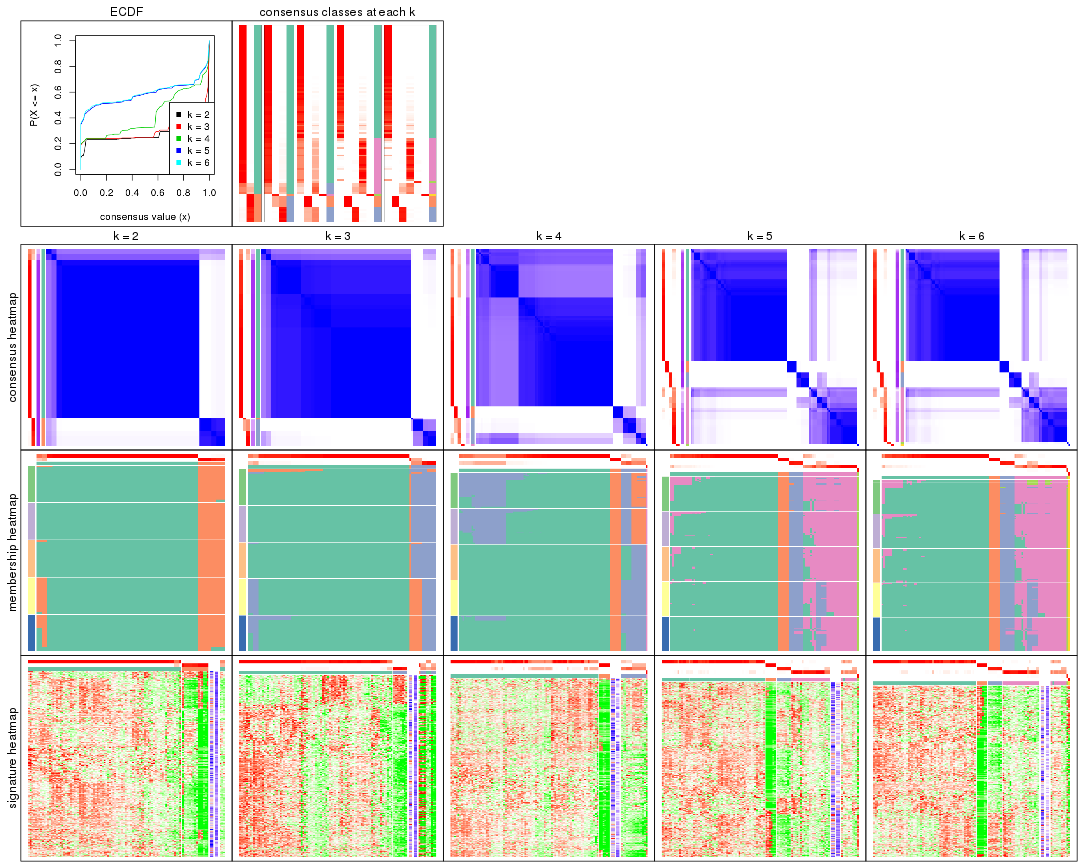 ECDF
consensus classes at each k
P(X <= x)
0.0
0.2
0.4
0.6
0.8
1.0
k = 2
k = 3
k = 4
k = 5
k = 6
0.0 0.2 0.4 0.6 0.8 1.0
consensus value (x)
k = 2
k = 3
k = 4
k = 5
k = 6
consensus heatmap
membership heatmap
signature heatmap